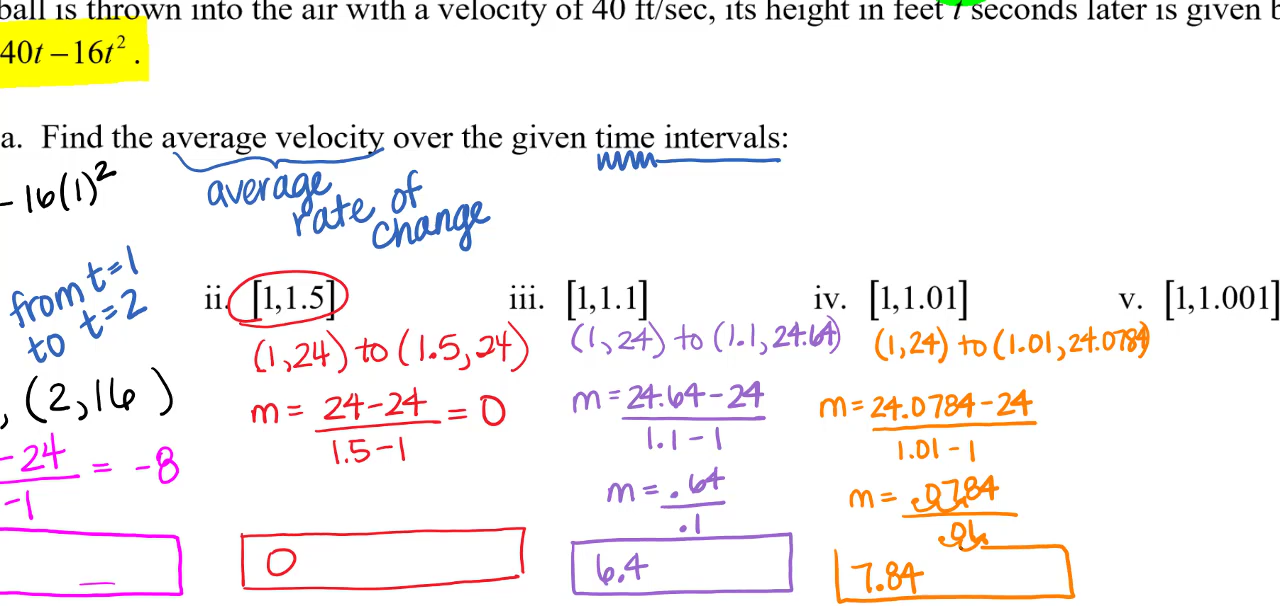 ball is thrown into the air with a velocity of 40 ft/sec, its height in feet t seconds later is given b
40t − 16t² .
a. Find the average velocity over the given time intervals:
average
rate of
change
− 16(1)²
from t=1
to t=2
, (2,16 )
− 24
−1
= −8
ii. [1,1.5]
(1,24) to (1.5,24)
m = 24−24
1.5−1
= 0
0
iii. [1,1.1]
(1,24) to (1.1,24.64)
m = 24.64−24
1.1−1
m = .64
.1
6.4
iv. [1,1.01]
(1,24) to (1.01,24.0784)
m= 24.0784−24
1.01−1
m = .0784
.01
7.84
v. [1,1.001]